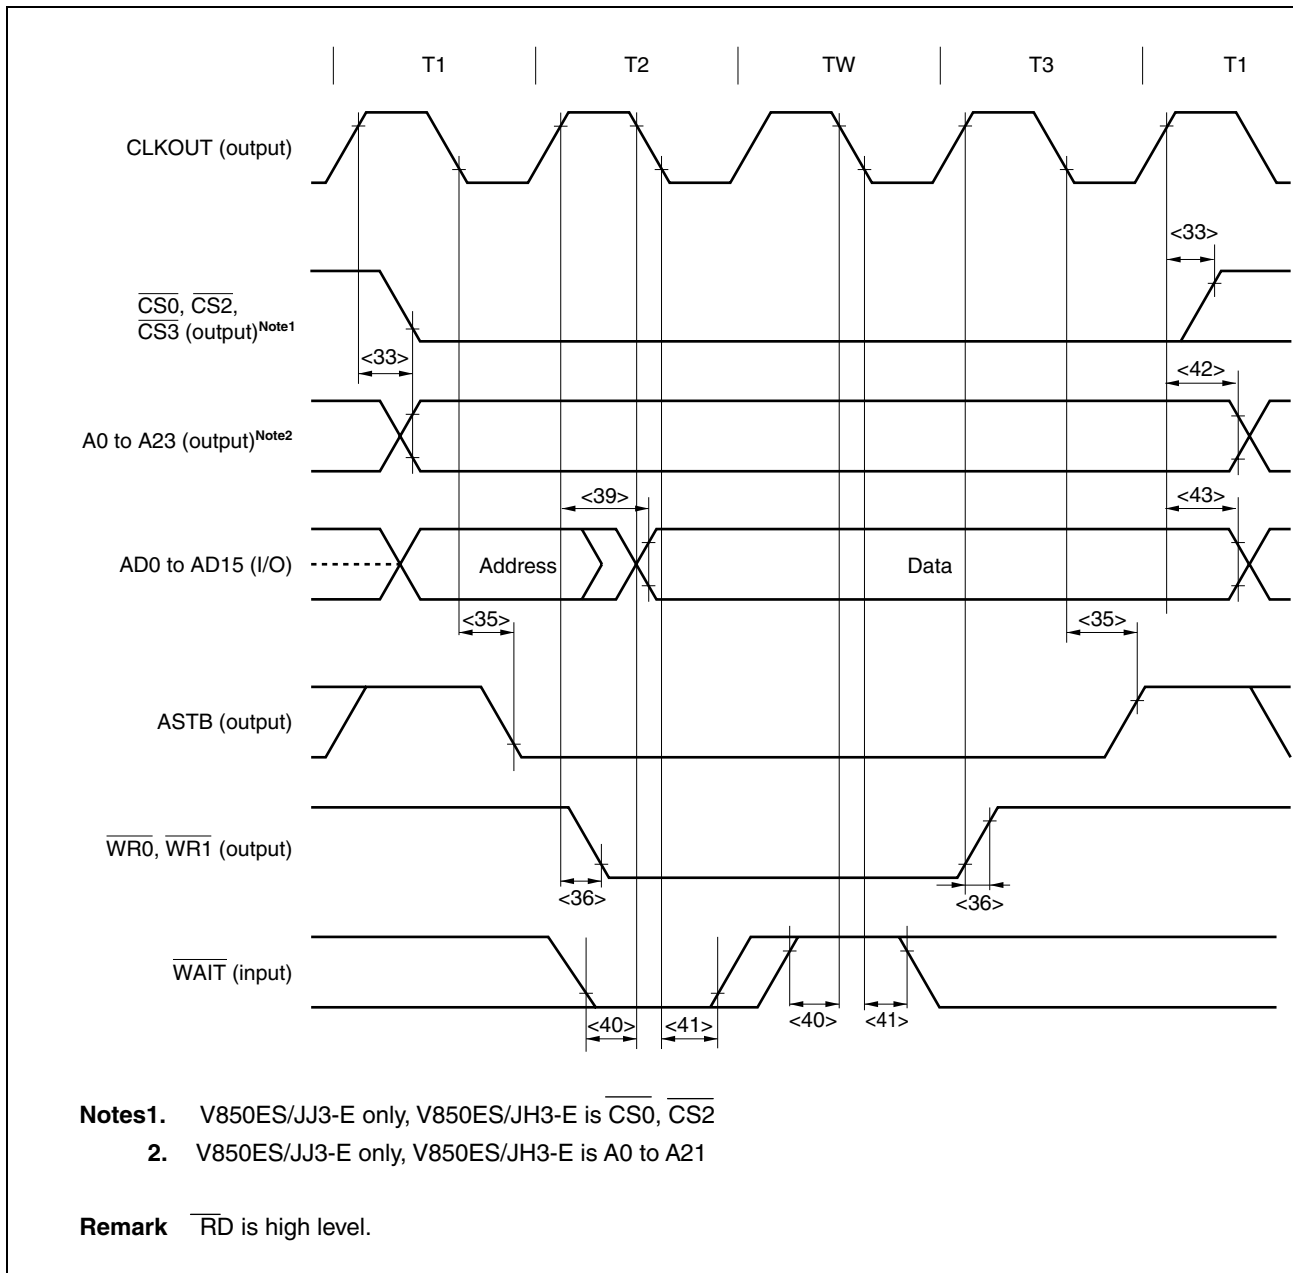 T1 T2 TW T3 T1
CLKOUT (output)
<33>
CS0, CS2,
CS3 (output)Note1
<33>
<42>
A0 to A23 (output)Note2
<39> <43>
AD0 to AD15 (I/O) Address Data
<35> <35>
ASTB (output)
WR0, WR1 (output)
<36> <36>
WAIT (input)
<40> <41> <40> <41>
Notes1. V850ES/JJ3-E only, V850ES/JH3-E is CS0, CS2
2. V850ES/JJ3-E only, V850ES/JH3-E is A0 to A21
Remark RD is high level.